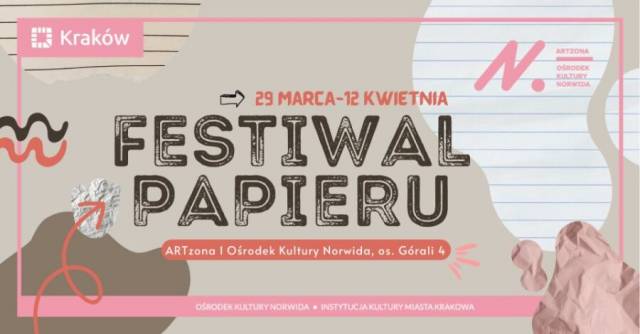 Kraków
N.
ARTZONA
OŚRODEK
KULTURY
NORWIDA
29 MARCA-12 KWIETNIA
FESTIWAL
PAPIERU
ARTzona I Ośrodek Kultury Norwida, os. Górali 4
OŚRODEK KULTURY NORWIDA • INSTYTUCJA KULTURY MIASTA KRAKOWA